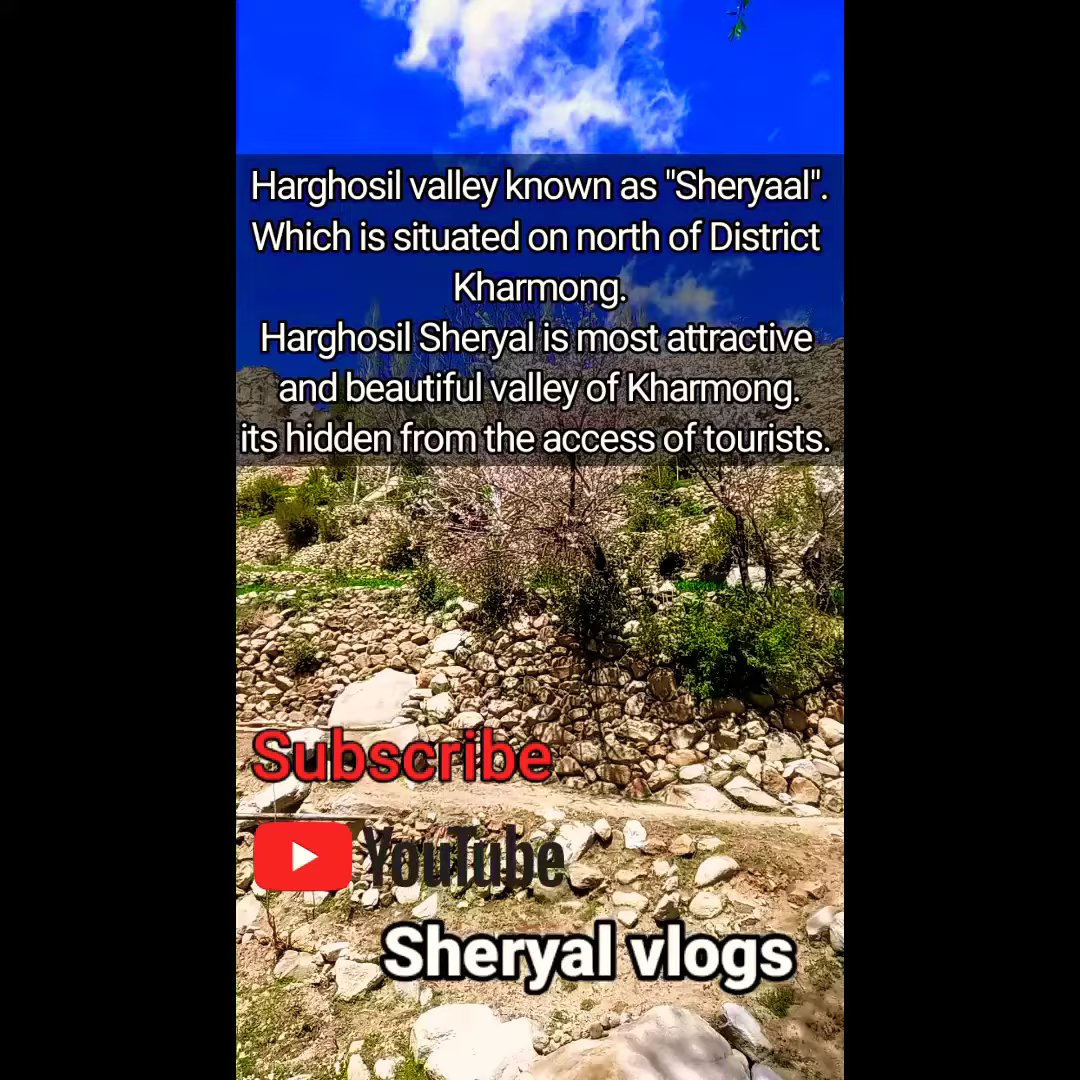 Harghosil valley known as "Sheryaal".
Which is situated on north of District
Kharmong.
Harghosil Sheryal is most attractive
and beautiful valley of Kharmong.
its hidden from the access of tourists.
Subscribe
YouTube
Sheryal vlogs